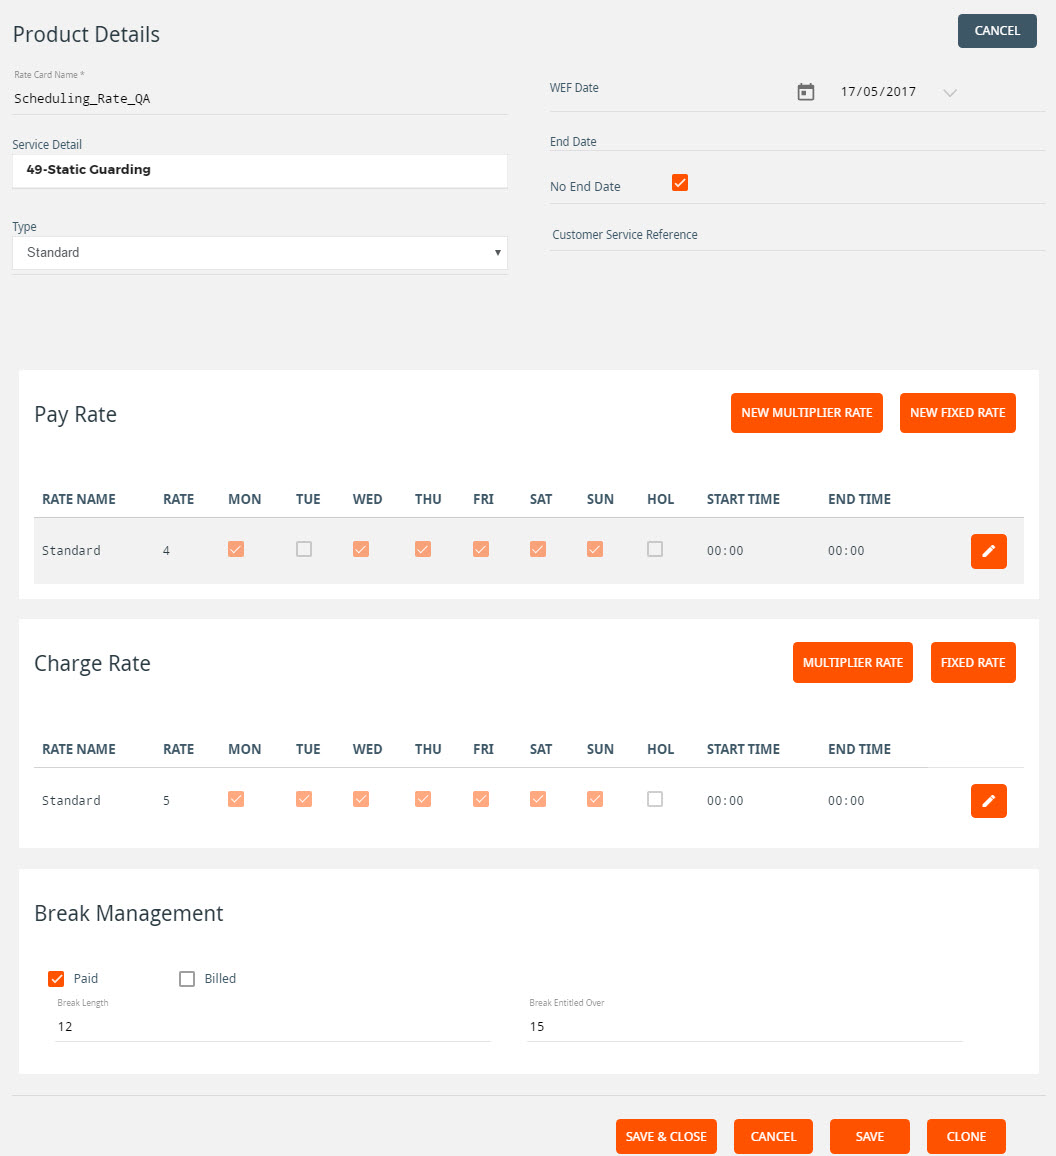 Product Details
CANCEL
Rate Card Name *
Scheduling_Rate_QA
WEF Date
17/05/2017
Service Detail
49-Static Guarding
End Date
No End Date
Type
Standard
Customer Service Reference
Pay Rate
NEW MULTIPLIER RATE NEW FIXED RATE
RATE NAME RATE MON TUE WED THU FRI SAT SUN HOL START TIME END TIME
Standard 4 00:00 00:00
Charge Rate
MULTIPLIER RATE FIXED RATE
RATE NAME RATE MON TUE WED THU FRI SAT SUN HOL START TIME END TIME
Standard 5 00:00 00:00
Break Management
Paid Billed
Break Length Break Entitled Over
12 15
SAVE & CLOSE CANCEL SAVE CLONE